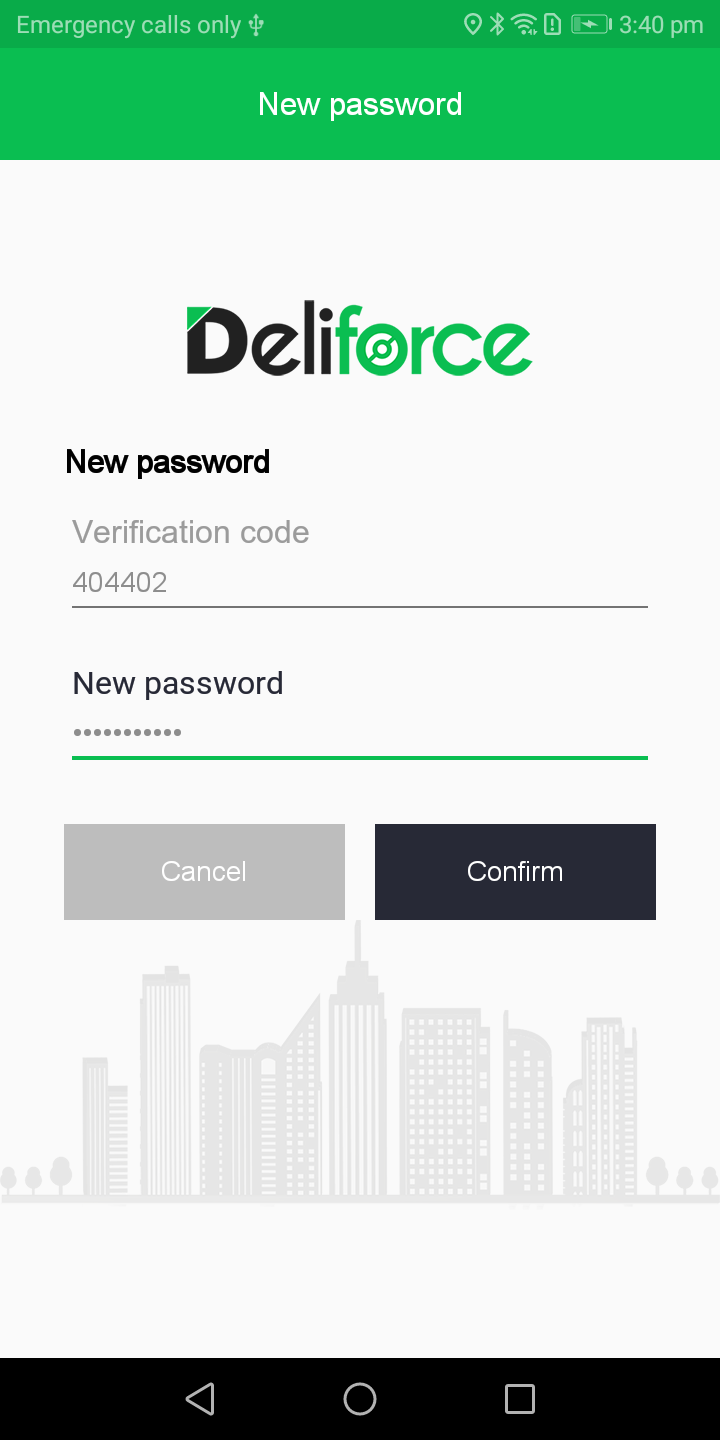 Emergency calls only
3:40 pm
New password
Deliforce
New password
Verification code
404402
New password
•••••••••••
Cancel
Confirm